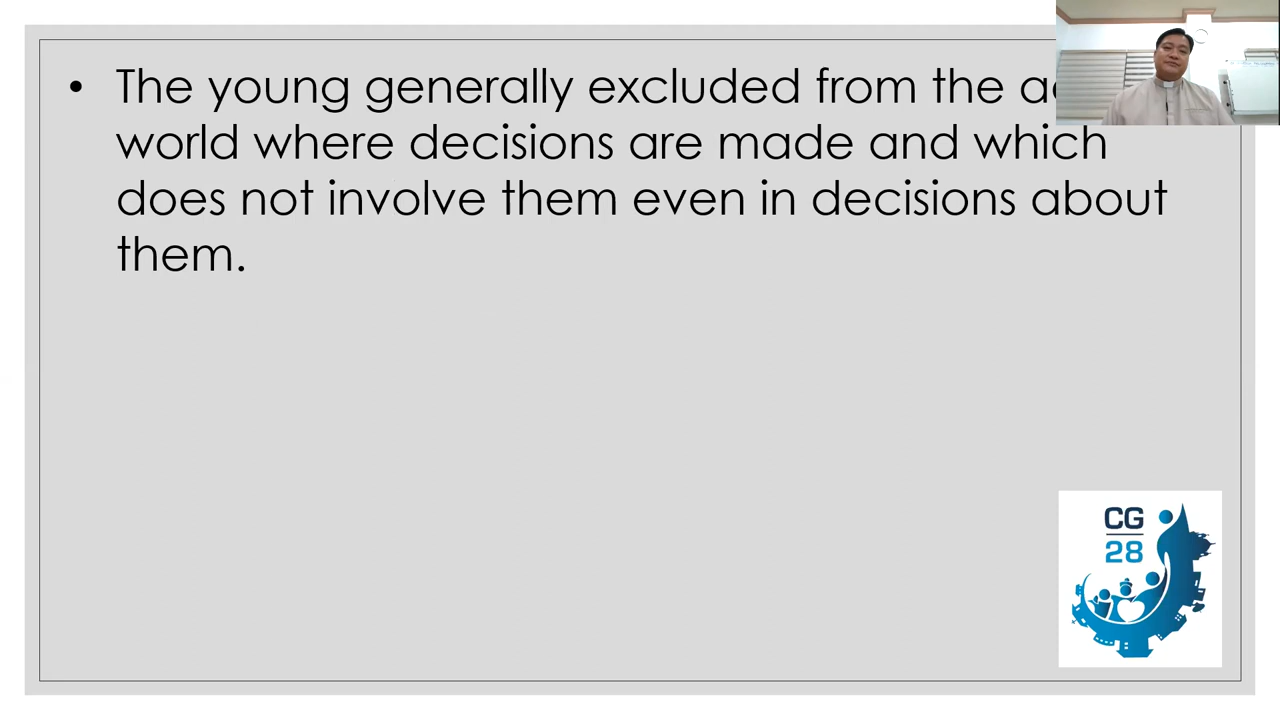 • The young generally excluded from the
world where decisions are made and which
does not involve them even in decisions about
them.
CG
28